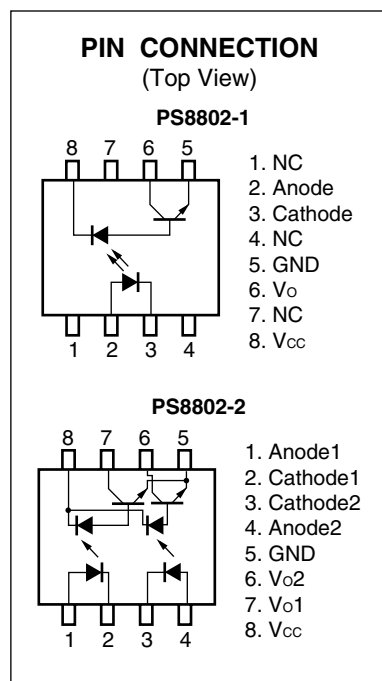 PIN CONNECTION
(Top View)
PS8802-1
8 7 6 5
1. NC
2. Anode
3. Cathode
4. NC
5. GND
6. VO
7. NC
8. VCC
1 2 3 4
PS8802-2
8 7 6 5
1. Anode1
2. Cathode1
3. Cathode2
4. Anode2
5. GND
6. VO2
7. VO1
8. VCC
1 2 3 4